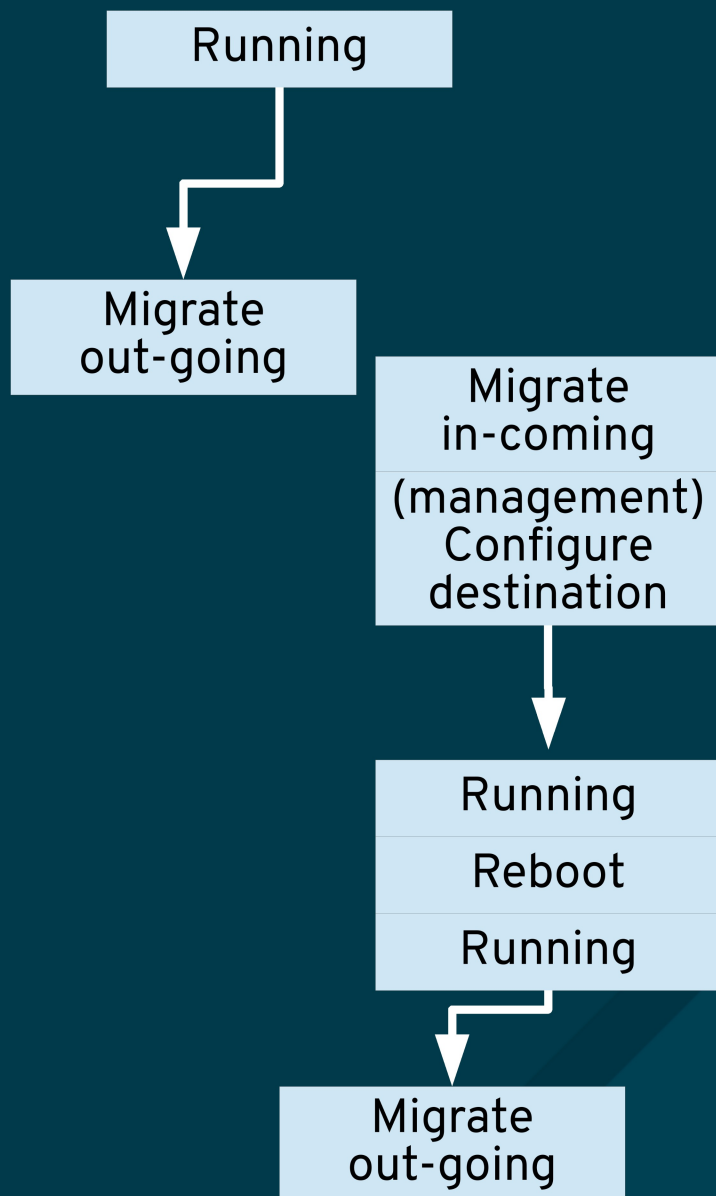 Running
Migrate
out-going
Migrate
in-coming
(management)
Configure
destination
Running
Reboot
Running
Migrate
out-going